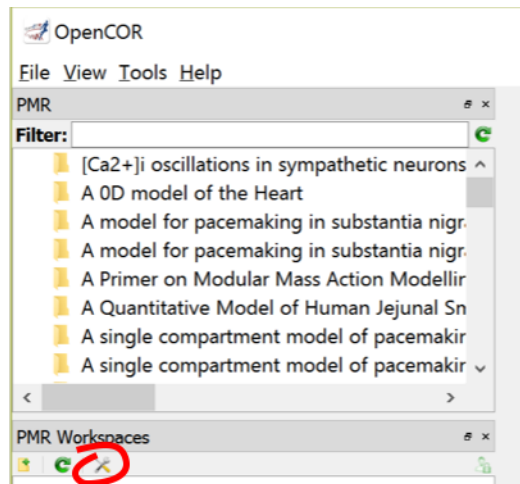 OpenCOR
File View Tools Help
PMR
Filter:
[Ca2+]i oscillations in sympathetic neurons
A 0D model of the Heart
A model for pacemaking in substantia nigr
A model for pacemaking in substantia nigr
A Primer on Modular Mass Action Modellin
A Quantitative Model of Human Jejunal Sm
A single compartment model of pacemakin
A single compartment model of pacemakin
PMR Workspaces